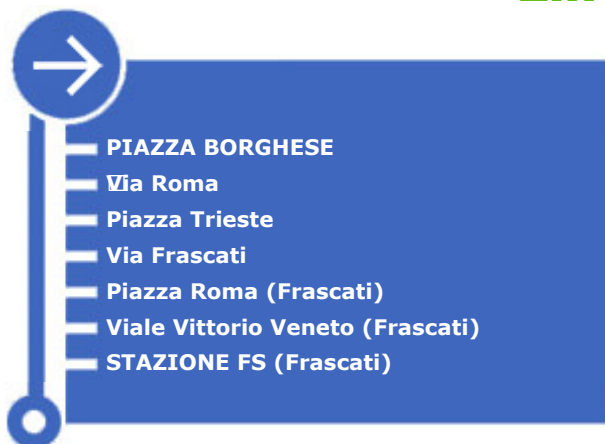 PIAZZA BORGHESE
Via Roma
Piazza Trieste
Via Frascati
Piazza Roma (Frascati)
Viale Vittorio Veneto (Frascati)
STAZIONE FS (Frascati)